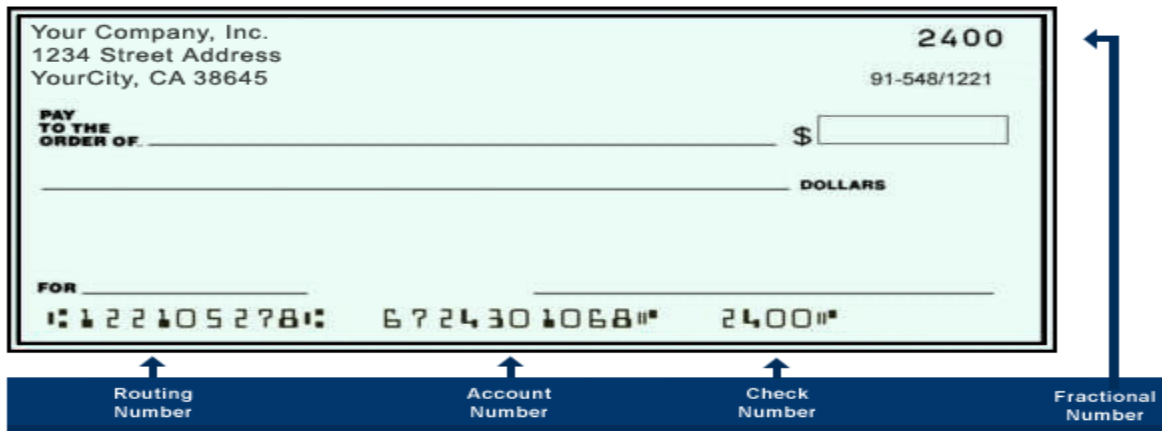 Your Company, Inc.
1234 Street Address
YourCity, CA 38645
2400
91-548/1221
PAY
TO THE
ORDER OF
$
DOLLARS
FOR
⑆122105278⑆ 6724301068⑈ 2400⑈
Routing
Number
Account
Number
Check
Number
Fractional
Number